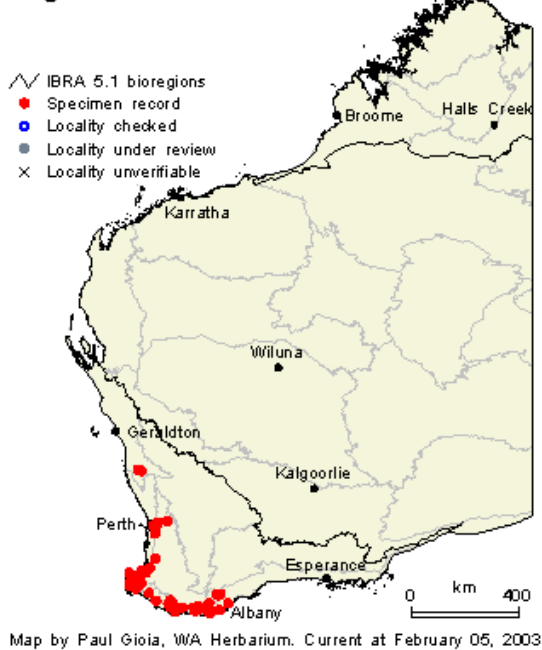 IBRA 5.1 bioregions
Specimen record
Locality checked
Locality under review
Locality unverifiable
Broome
Halls Creek
Karratha
Wiluna
Geraldton
Kalgoorlie
Perth
Esperance
Albany
km
0 400
Map by Paul Gioia, WA Herbarium. Current at February 05, 2003